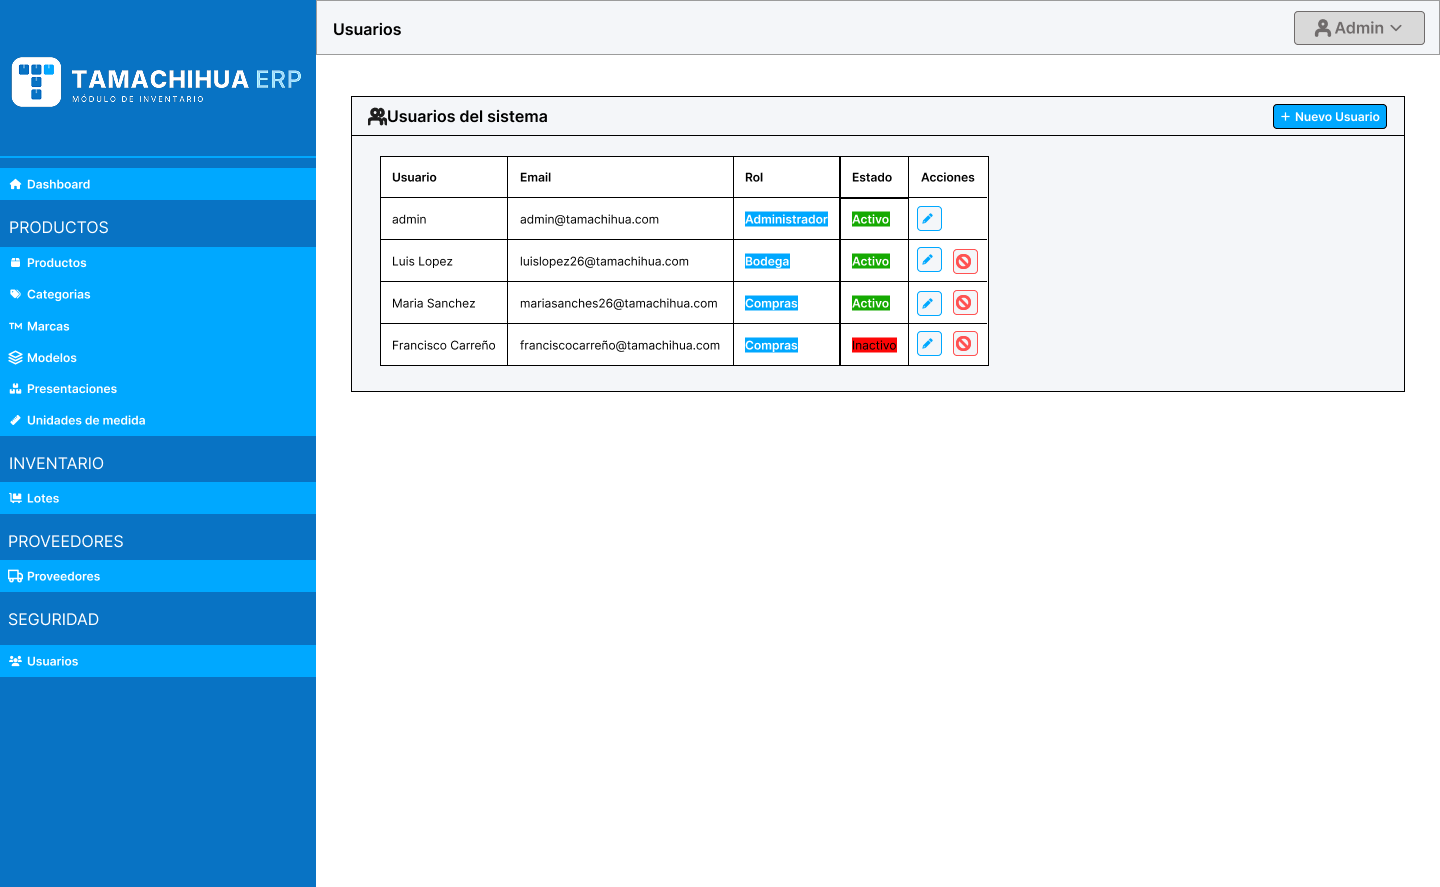 TAMACHIHUA ERP
MÓDULO DE INVENTARIO
Dashboard
PRODUCTOS
Productos
Categorias
TM Marcas
Modelos
Presentaciones
Unidades de medida
INVENTARIO
Lotes
PROVEEDORES
Proveedores
SEGURIDAD
Usuarios
Usuarios
Admin
Usuarios del sistema
+ Nuevo Usuario
Usuario Email Rol Estado Acciones
admin admin@tamachihua.com Administrador Activo
Luis Lopez luislopez26@tamachihua.com Bodega Activo
Maria Sanchez mariasanches26@tamachihua.com Compras Activo
Francisco Carreño franciscocarreño@tamachihua.com Compras Inactivo